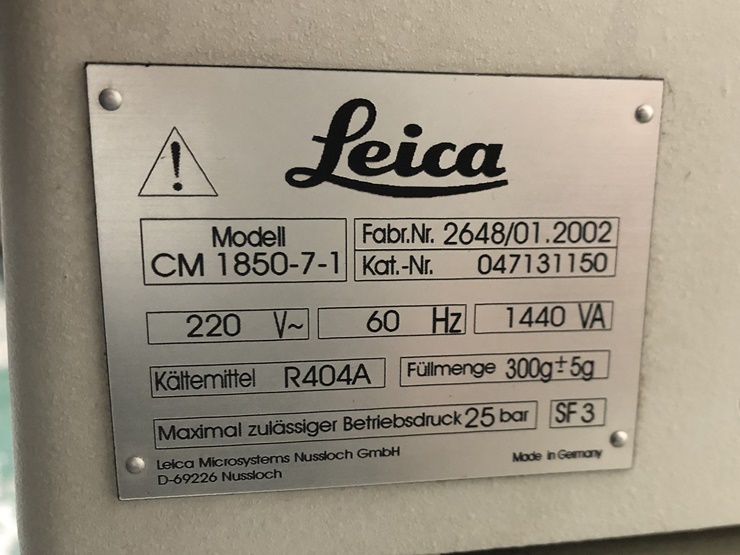 Leica
Modell
CM 1850-7-1
Fabr.Nr. 2648/01.2002
Kat.-Nr. 047131150
220 V~ 60 Hz 1440 VA
Kältemittel R404A Füllmenge 300g±5g
Maximal zulässiger Betriebsdruck 25 bar SF 3
Leica Microsystems Nussloch GmbH
D-69226 Nussloch
Made in Germany